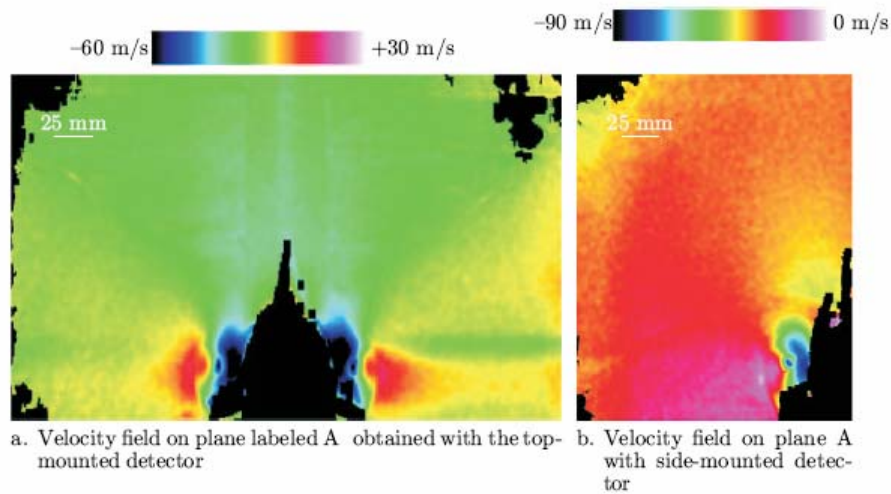 –60 m/s +30 m/s
–90 m/s 0 m/s
25 mm
25 mm
a. Velocity field on plane labeled A obtained with the top-
mounted detector
b. Velocity field on plane A
with side-mounted detec-
tor